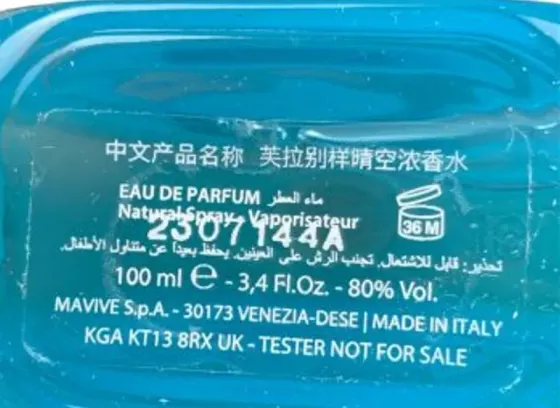 中文产品名称 芙拉别样晴空浓香水
EAU DE PARFUM ماء العطر
Natural Spray - Vaporisateur
36 M
2307144A
تحذير: قابل للاشتعال. تجنب الرش على العينين. يحفظ بعيداً عن متناول الأطفال.
100 ml ℮ - 3,4 Fl.Oz. - 80% Vol.
MAVIVE S.p.A. - 30173 VENEZIA-DESE | MADE IN ITALY
KGA KT13 8RX UK - TESTER NOT FOR SALE